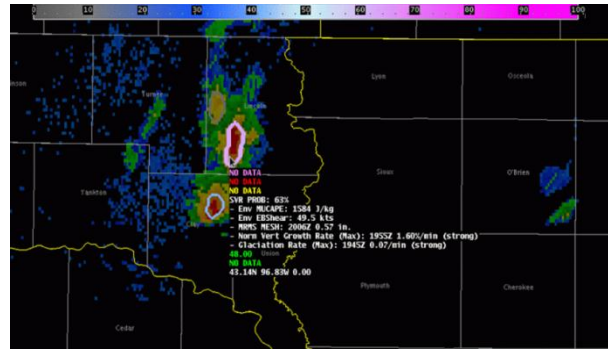 0 10 20 30 40 50 60 70 80 90 100
Lyon
Osceola
Turner
Lincoln
Sioux
O'Brien
Yankton
NO DATA
NO DATA
NO DATA
SVR PROB: 63%
- Env MUCAPE: 1584 J/kg
- Env EBShear: 49.5 kts
- MRMS MESH: 2006Z 0.57 in.
- Norm Vert Growth Rate (Max): 1955Z 1.60%/min (strong)
- Glaciation Rate (Max): 1945Z 0.07/min (strong)
48.00
Union
NO DATA
43.14N 96.83W 0.00
Plymouth
Cherokee
Cedar